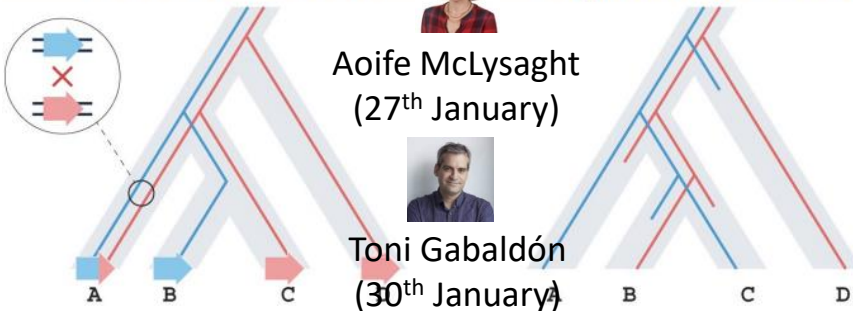 Aoife McLysaght
(27th January)
Toni Gabaldón
(30th January)
A B C D
A B C D